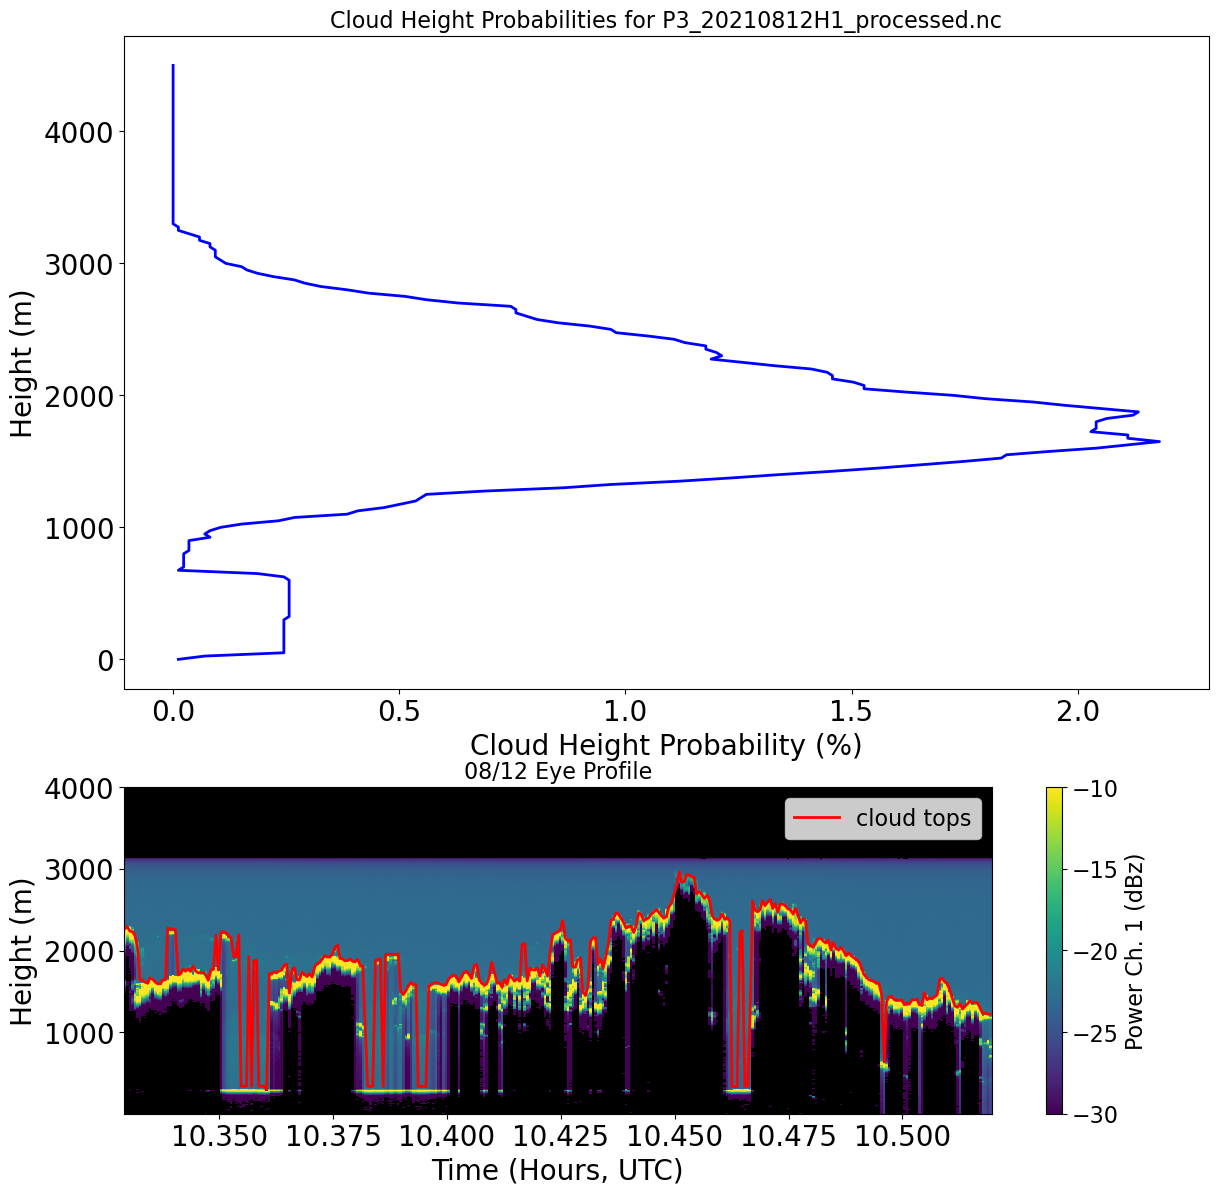 Cloud Height Probabilities for P3_20210812H1_processed.nc
4000
3000
2000
1000
0
Height (m)
0.0 0.5 1.0 1.5 2.0
Cloud Height Probability (%)
08/12 Eye Profile
4000
3000
2000
1000
Height (m)
cloud tops
10.350 10.375 10.400 10.425 10.450 10.475 10.500
Time (Hours, UTC)
−10
−15
−20
−25
−30
Power Ch. 1 (dBz)